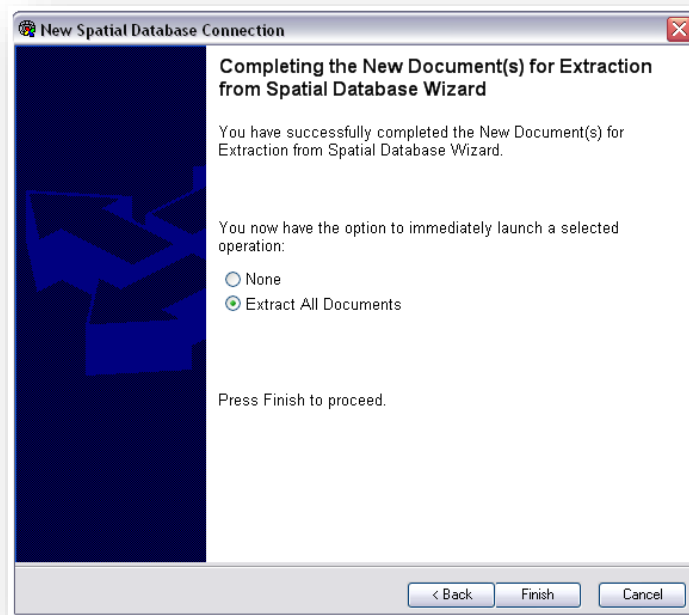 New Spatial Database Connection
Completing the New Document(s) for Extraction
from Spatial Database Wizard
You have successfully completed the New Document(s) for
Extraction from Spatial Database Wizard.
You now have the option to immediately launch a selected
operation:
None
Extract All Documents
Press Finish to proceed.
< Back Finish Cancel